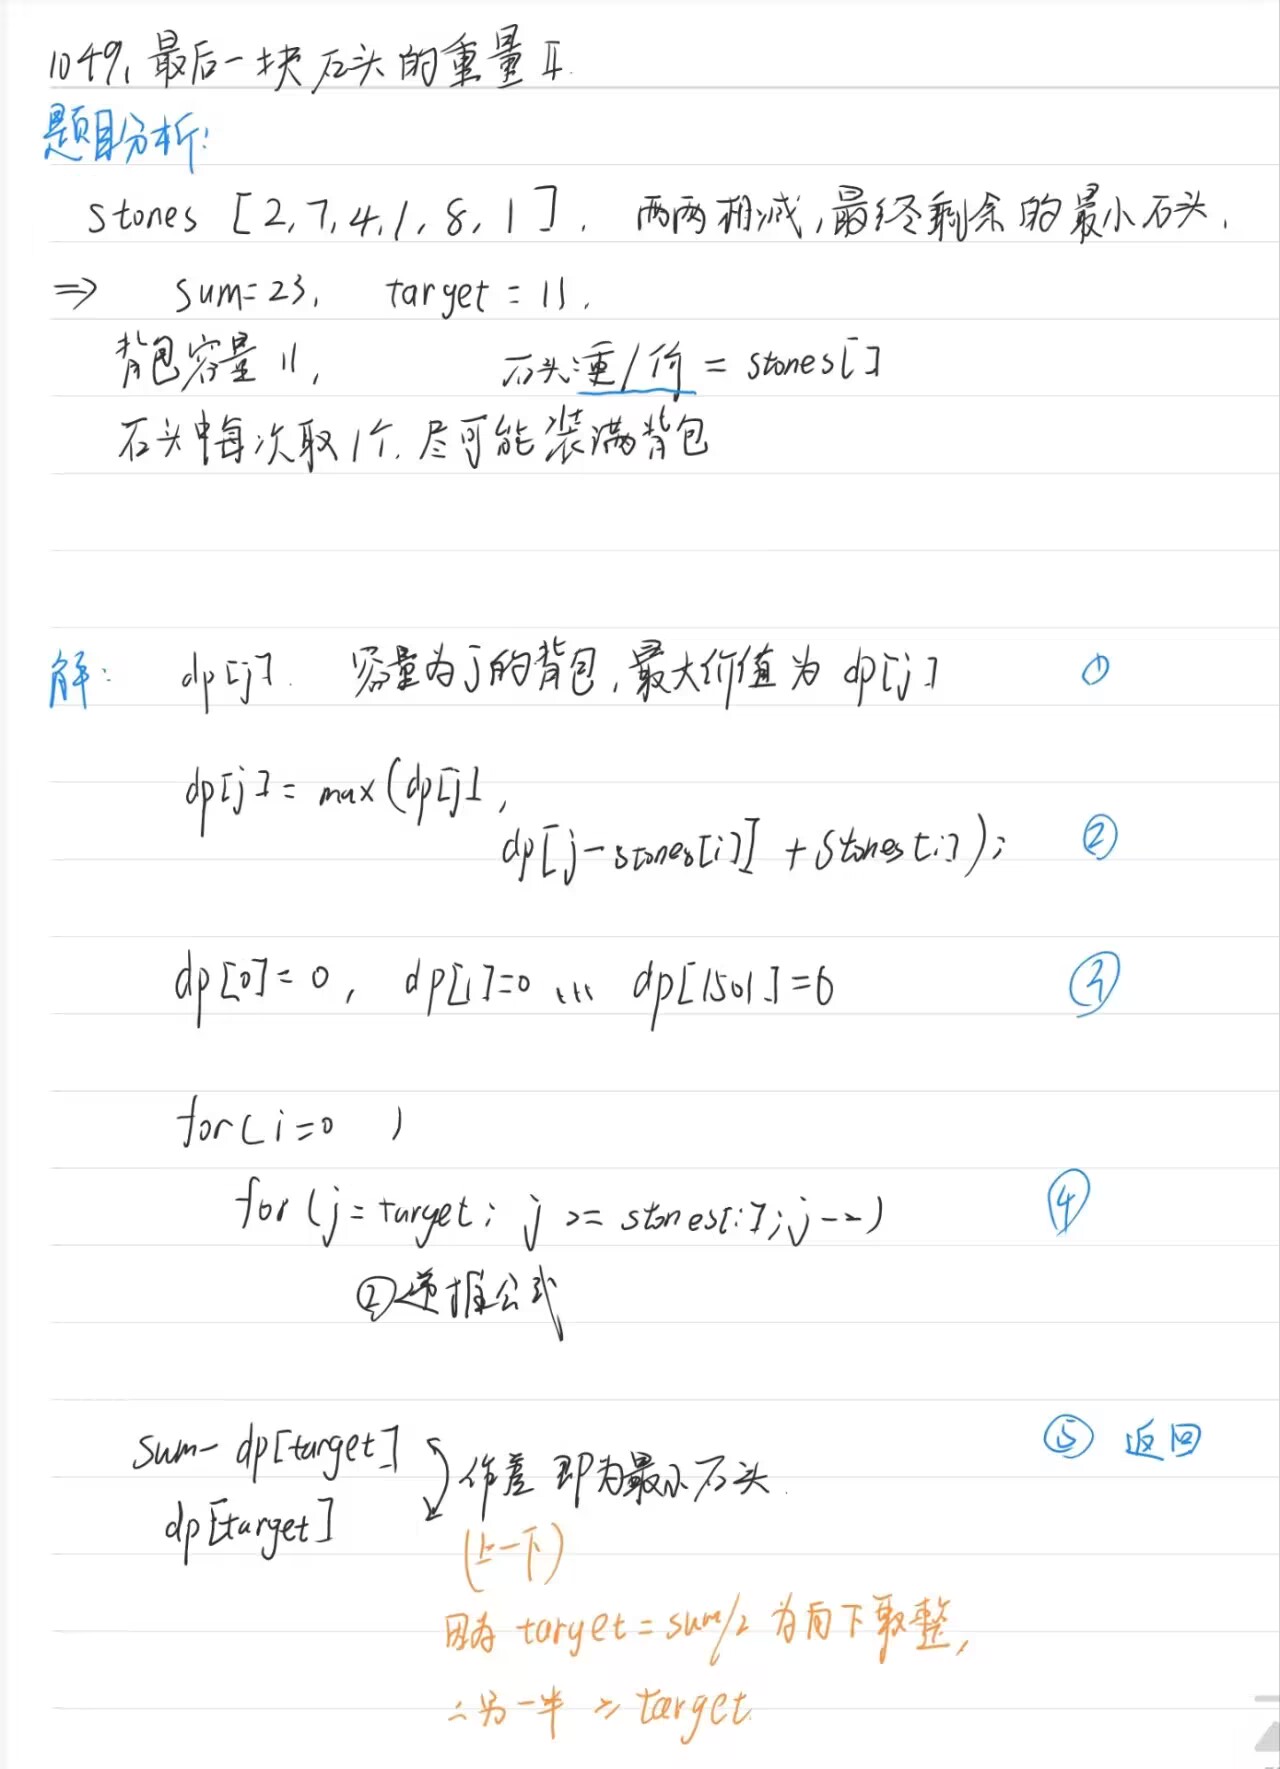 1049, 最后一块石头的重量 II.
题目分析:
stones [2,7,4,1,8,1], 两两相减,最终剩余的最小石头.
=> sum=23, target = 11.
背包容量 11, 石头重/价 = stones[]
石头中每次取1个.尽可能装满背包
解: dp[j]. 容量为j的背包,最大价值为 dp[j] ①
dp[j] = max(dp[j],
dp[j-stones[i]] + stones[i]); ②
dp[0]=0, dp[1]=0 ... dp[1501]=0 ③
for(i=0 )
for(j=target; j>=stones[i];j--) ④
②递推公式
sum- dp[target] ⑤ 返回
作差 即为最小石头.
dp[target]
(上一下)
因为 target=sum/2 为向下取整,
∴另一半 ≥ target